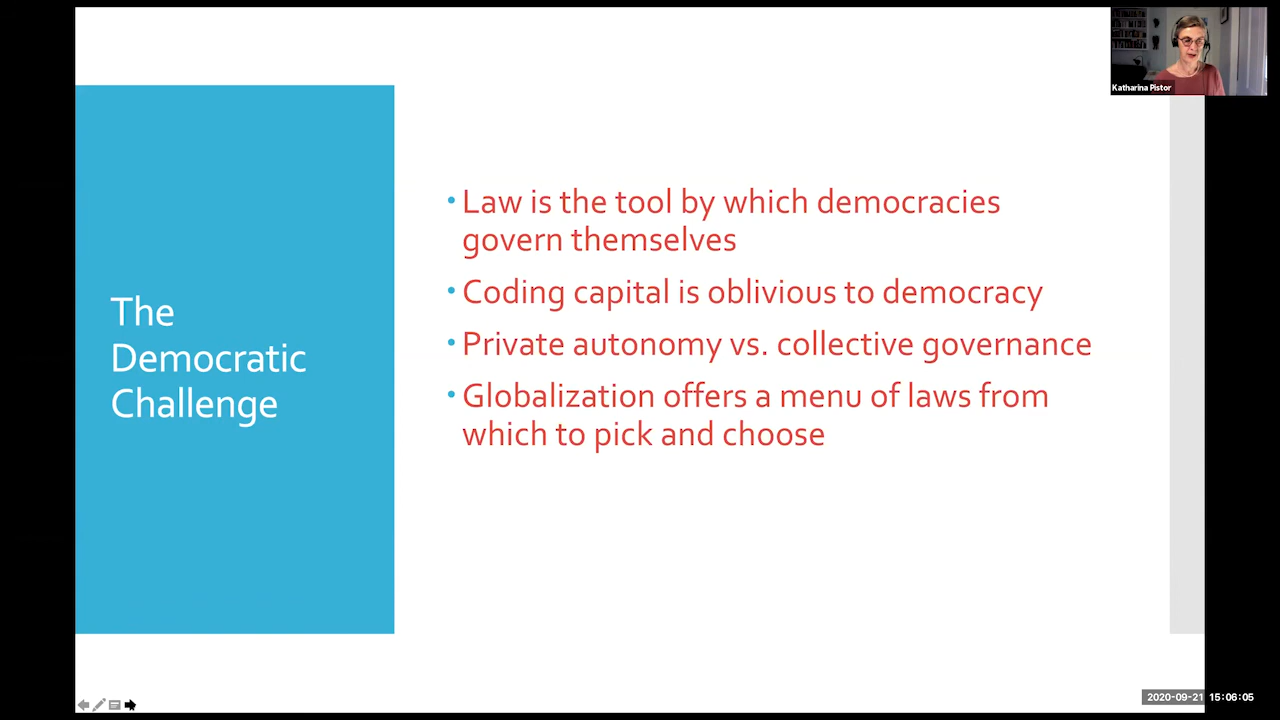 Katharina Pistor
The
Democratic
Challenge
• Law is the tool by which democracies
govern themselves
• Coding capital is oblivious to democracy
• Private autonomy vs. collective governance
• Globalization offers a menu of laws from
which to pick and choose
2020-09-21 15:06:05